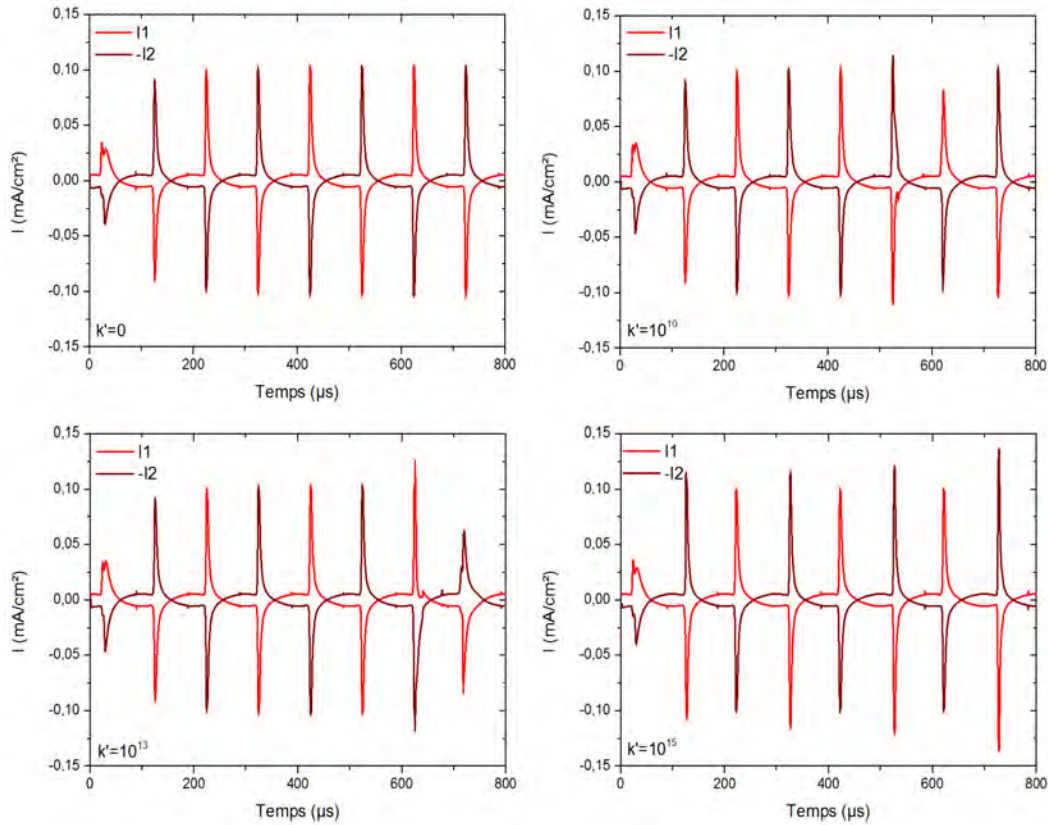 0,15
I1
-I2
0,10
0,05
0,00
-0,05
-0,10
-0,15
I (mA/cm²)
k'=0
0 200 400 600 800
Temps (µs)
0,15
I1
-I2
0,10
0,05
0,00
-0,05
-0,10
-0,15
I (mA/cm²)
k'=10¹⁰
0 200 400 600 800
Temps (µs)
0,15
I1
-I2
0,10
0,05
0,00
-0,05
-0,10
-0,15
I (mA/cm²)
k'=10¹³
0 200 400 600 800
Temps (µs)
0,15
I1
-I2
0,10
0,05
0,00
-0,05
-0,10
-0,15
I (mA/cm²)
k'=10¹⁵
0 200 400 600 800
Temps (µs)